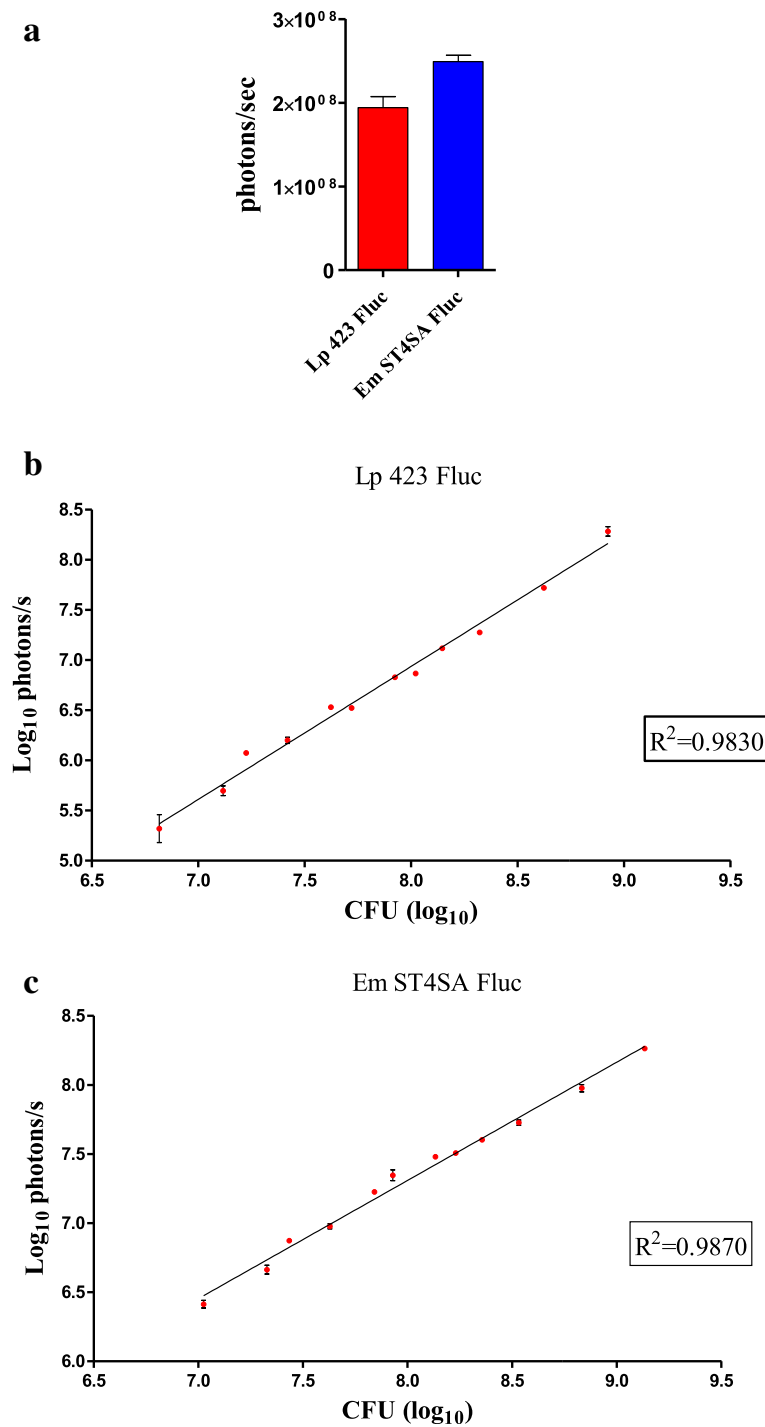 a
3×10⁰⁸
2×10⁰⁸
1×10⁰⁸
0
photons/sec
Lp 423 Fluc
Em ST4SA Fluc
b
Lp 423 Fluc
8.5
8.0
7.5
7.0
6.5
6.0
5.5
5.0
Log₁₀ photons/s
R²=0.9830
6.5 7.0 7.5 8.0 8.5 9.0 9.5
CFU (log₁₀)
c
Em ST4SA Fluc
8.5
8.0
7.5
7.0
6.5
6.0
Log₁₀ photons/s
R²=0.9870
6.5 7.0 7.5 8.0 8.5 9.0 9.5
CFU (log₁₀)